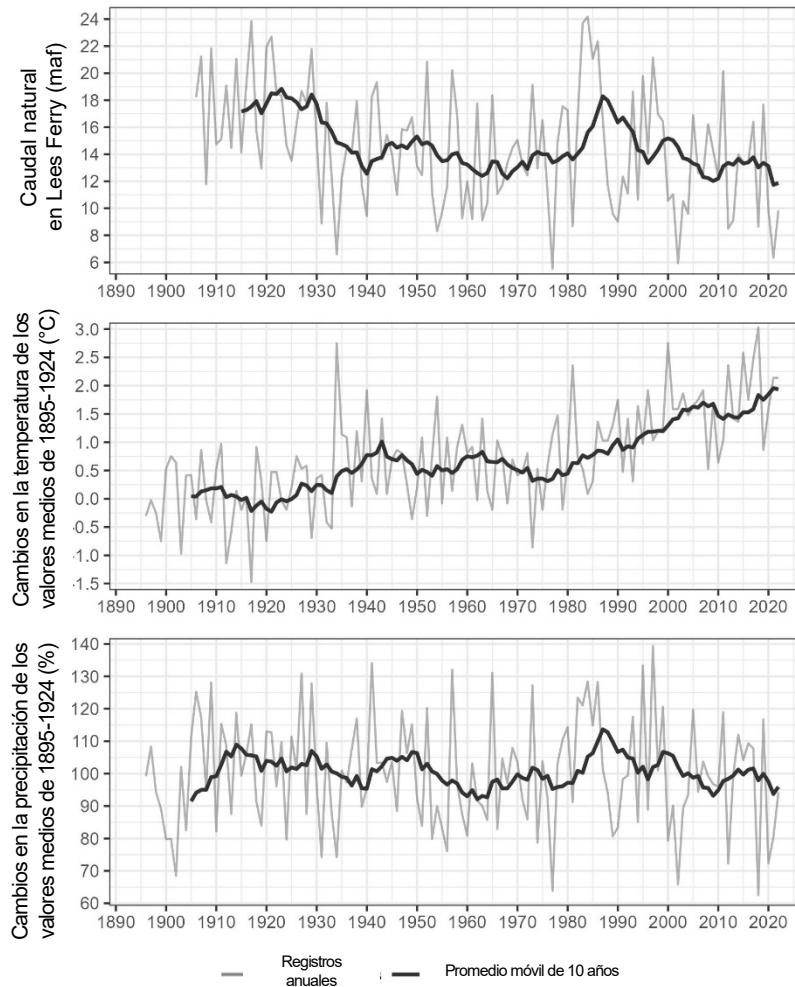 Caudal natural
en Lees Ferry (maf)
24
22
20
18
16
14
12
10
8
6
1890 1900 1910 1920 1930 1940 1950 1960 1970 1980 1990 2000 2010 2020
Cambios en la temperatura de los
valores medios de 1895-1924 (°C)
3.0
2.5
2.0
1.5
1.0
0.5
0.0
-0.5
-1.0
-1.5
1890 1900 1910 1920 1930 1940 1950 1960 1970 1980 1990 2000 2010 2020
Cambios en la precipitación de los
valores medios de 1895-1924 (%)
140
130
120
110
100
90
80
70
60
1890 1900 1910 1920 1930 1940 1950 1960 1970 1980 1990 2000 2010 2020
Registros
anuales
Promedio móvil de 10 años